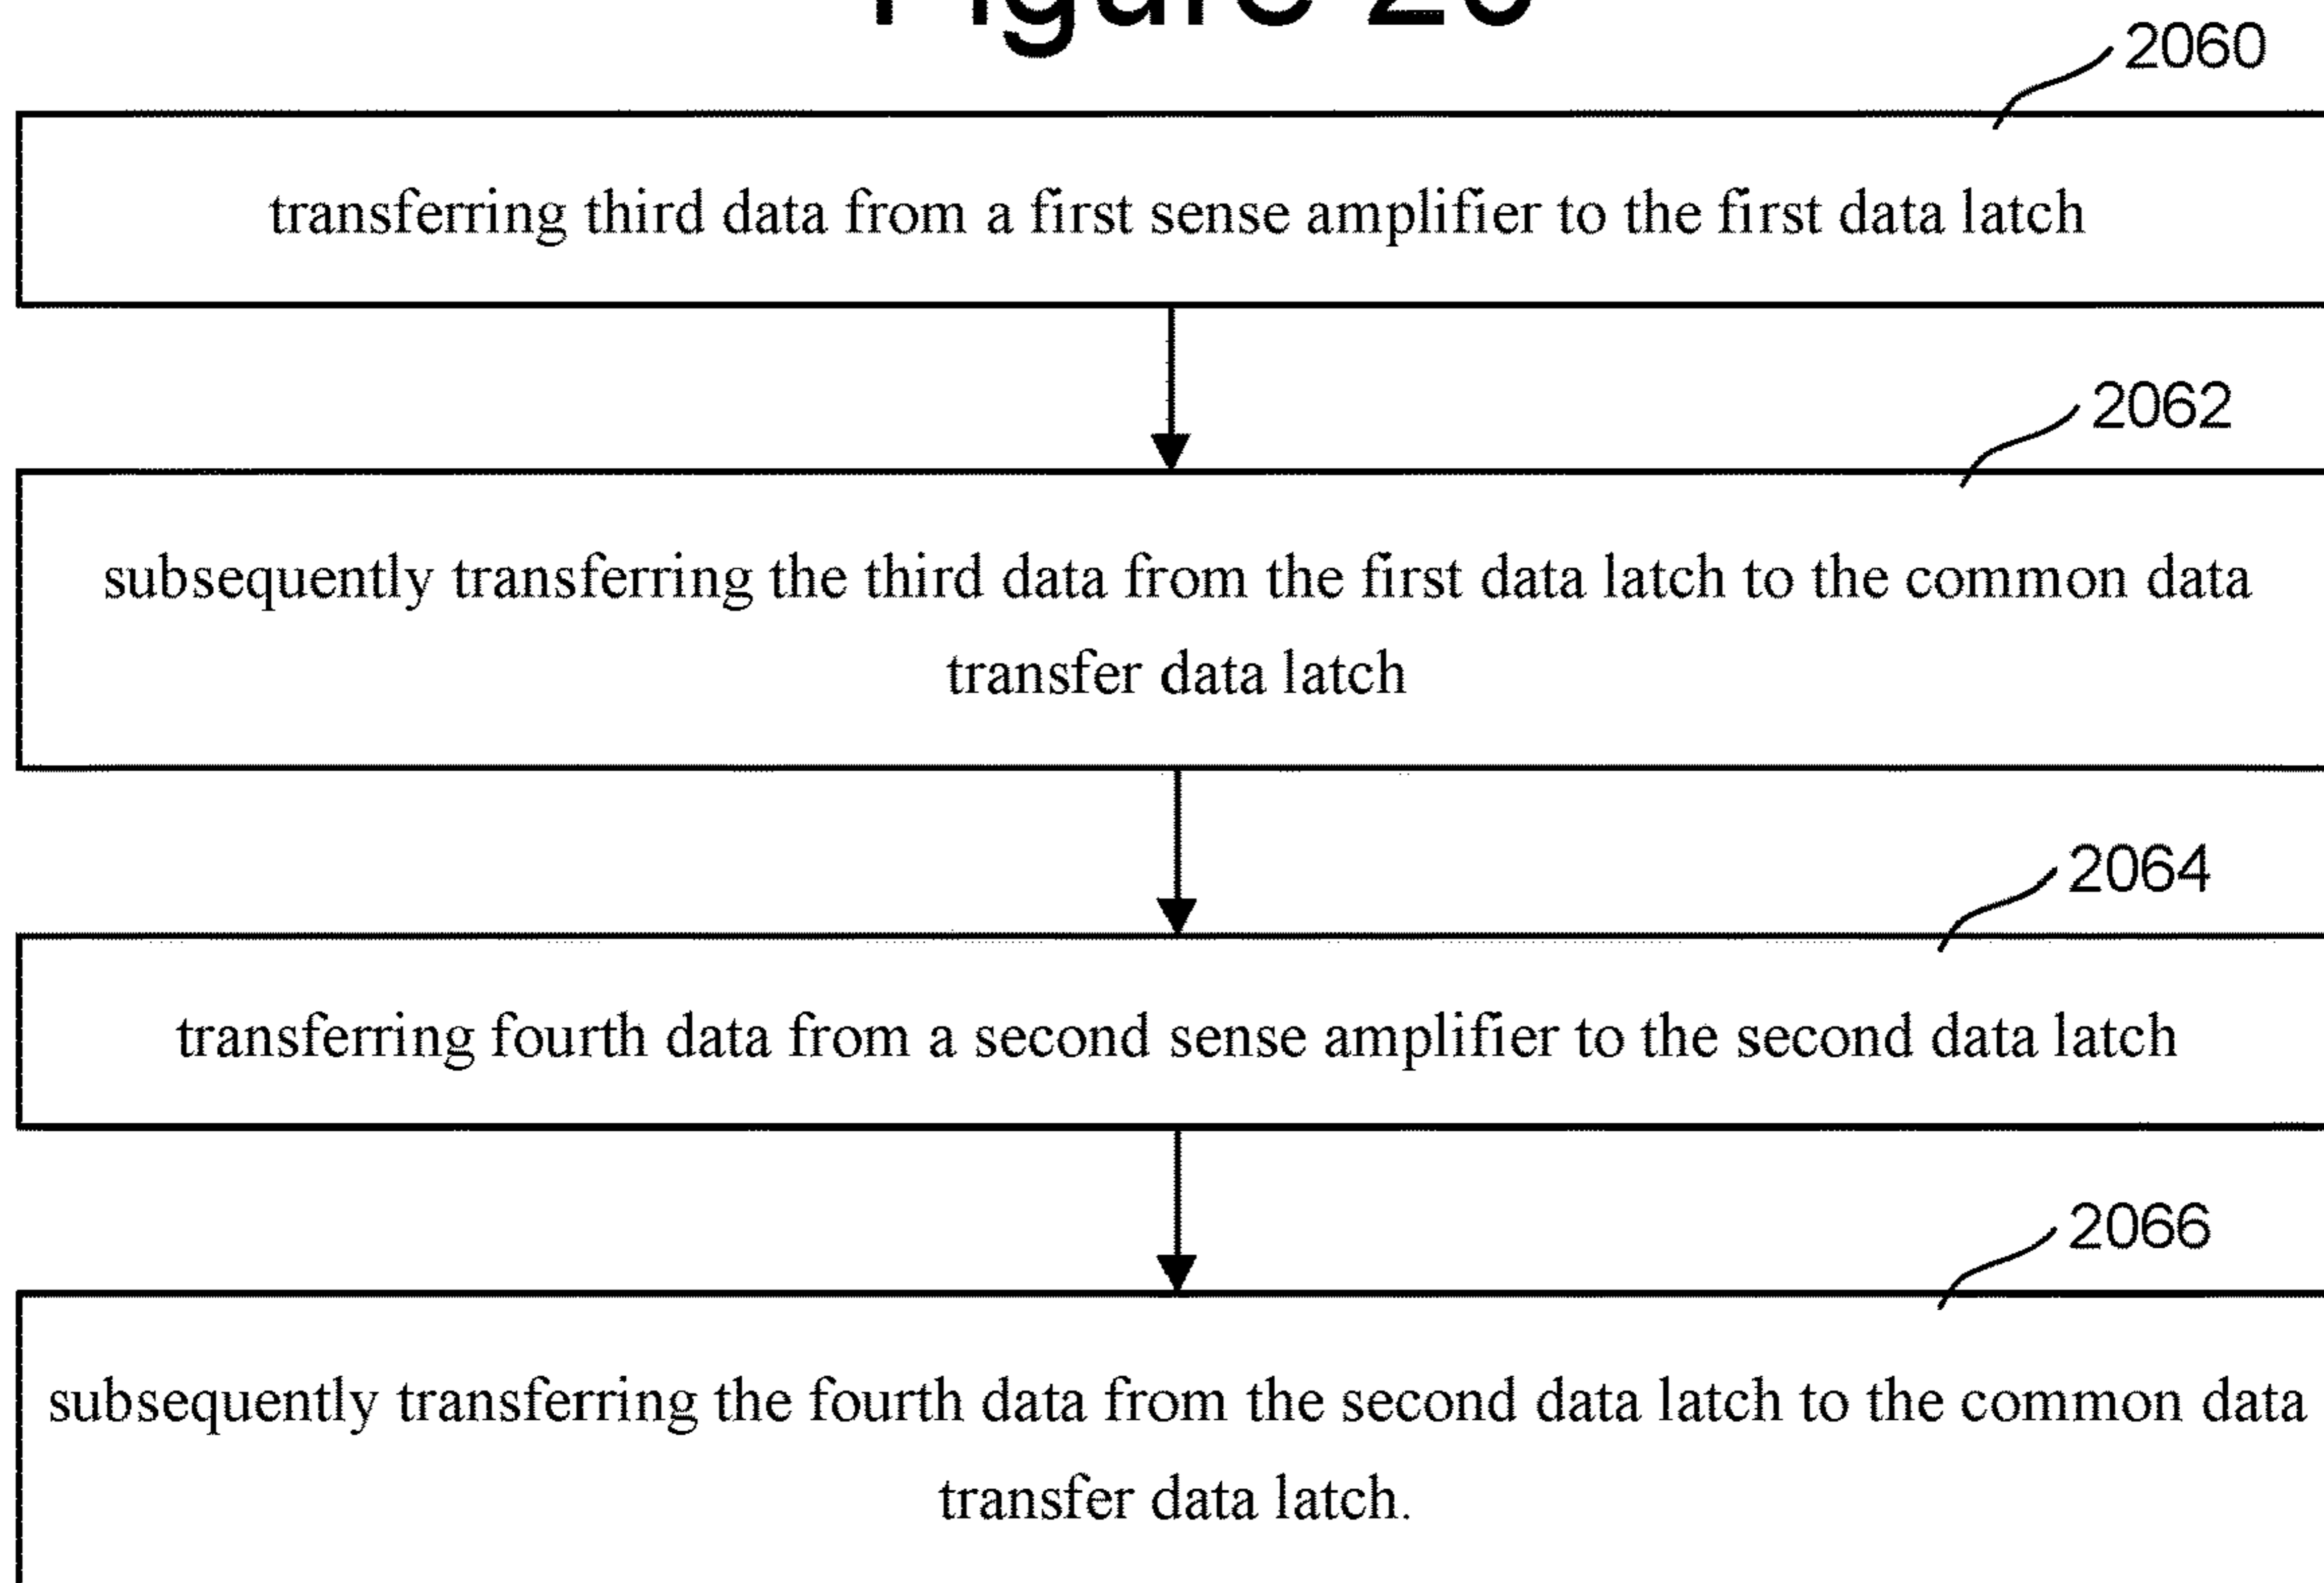 Figure 20
2060
transferring third data from a first sense amplifier to the first data latch
2062
subsequently transferring the third data from the first data latch to the common data
transfer data latch
2064
transferring fourth data from a second sense amplifier to the second data latch
2066
subsequently transferring the fourth data from the second data latch to the common data
transfer data latch.